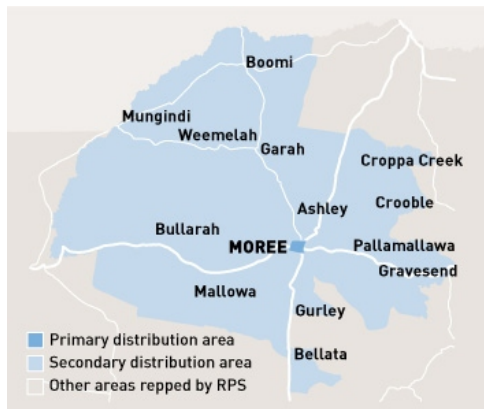 Boomi
Mungindi
Weemelah
Garah
Croppa Creek
Crooble
Ashley
Bullarah
MOREE
Pallamallawa
Gravesend
Mallowa
Gurley
Bellata
Primary distribution area
Secondary distribution area
Other areas repped by RPS